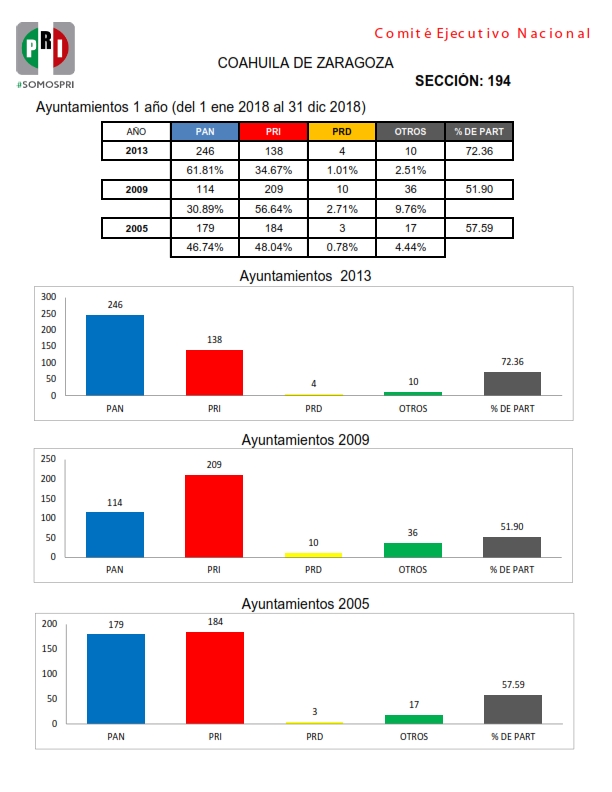 Comité Ejecutivo Nacional
PRI
#SOMOSPRI
COAHUILA DE ZARAGOZA
SECCIÓN: 194
Ayuntamientos 1 año (del 1 ene 2018 al 31 dic 2018)
AÑO PAN PRI PRD OTROS % DE PART
2013 246 138 4 10 72.36
61.81% 34.67% 1.01% 2.51%
2009 114 209 10 36 51.90
30.89% 56.64% 2.71% 9.76%
2005 179 184 3 17 57.59
46.74% 48.04% 0.78% 4.44%
Ayuntamientos 2013
300
250
200
150
100
50
0
246
138
4
10
72.36
PAN PRI PRD OTROS % DE PART
Ayuntamientos 2009
250
200
150
100
50
0
114
209
10
36
51.90
PAN PRI PRD OTROS % DE PART
Ayuntamientos 2005
200
150
100
50
0
179
184
3
17
57.59
PAN PRI PRD OTROS % DE PART